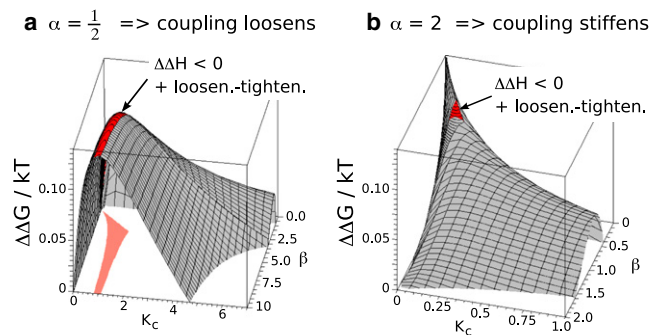 a α = 1/2 => coupling loosens
ΔΔH < 0
+ loosen.-tighten.
ΔΔG / kT
0.10
0.05
0
0
2
4
6
K_c
0.0
2.5
5.0
7.5
10
β
b α = 2 => coupling stiffens
ΔΔH < 0
+ loosen.-tighten.
ΔΔG / kT
0.10
0.05
0
0
0.25
0.5
0.75
1.0
K_c
0
0.5
1.0
1.5
2.0
β